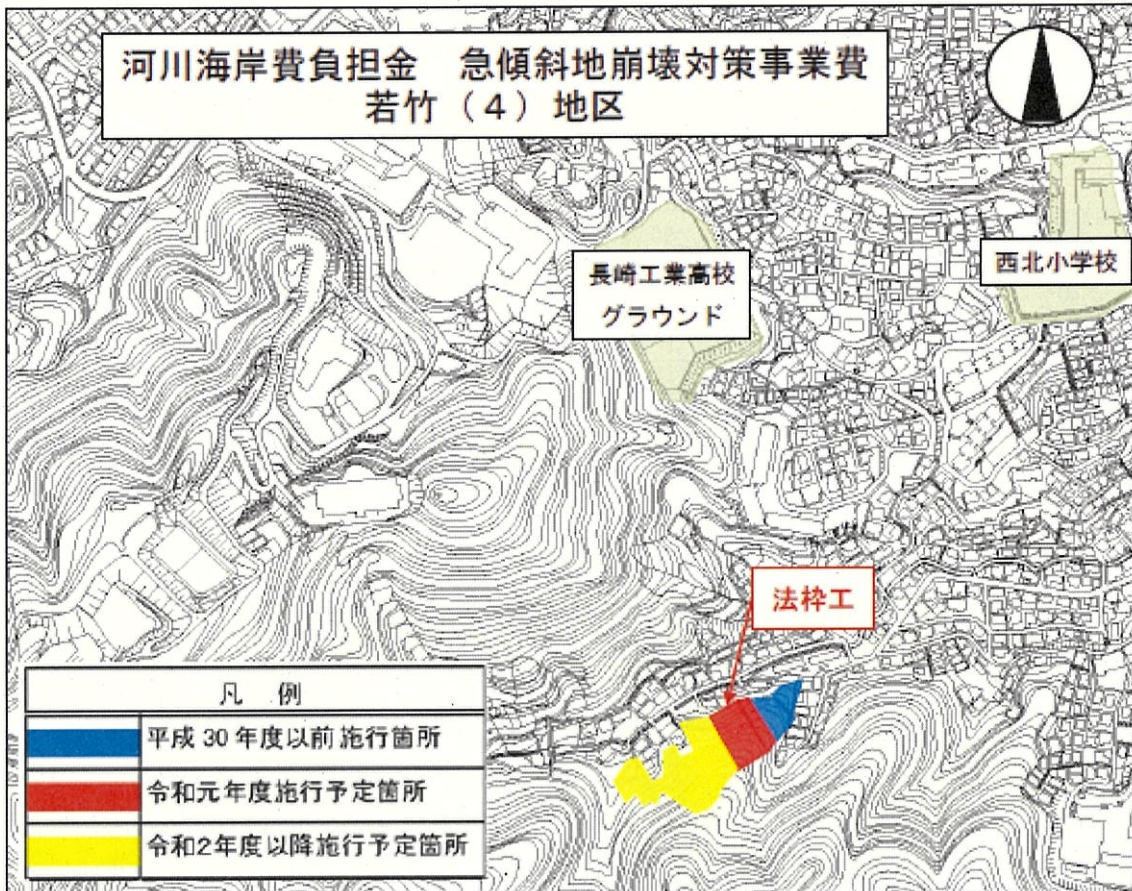 河川海岸費負担金　急傾斜地崩壊対策事業費
若竹（４）地区
長崎工業高校
グラウンド
西北小学校
法枠工
凡　例
平成 30 年度以前施行箇所
令和元年度施行予定箇所
令和2年度以降施行予定箇所